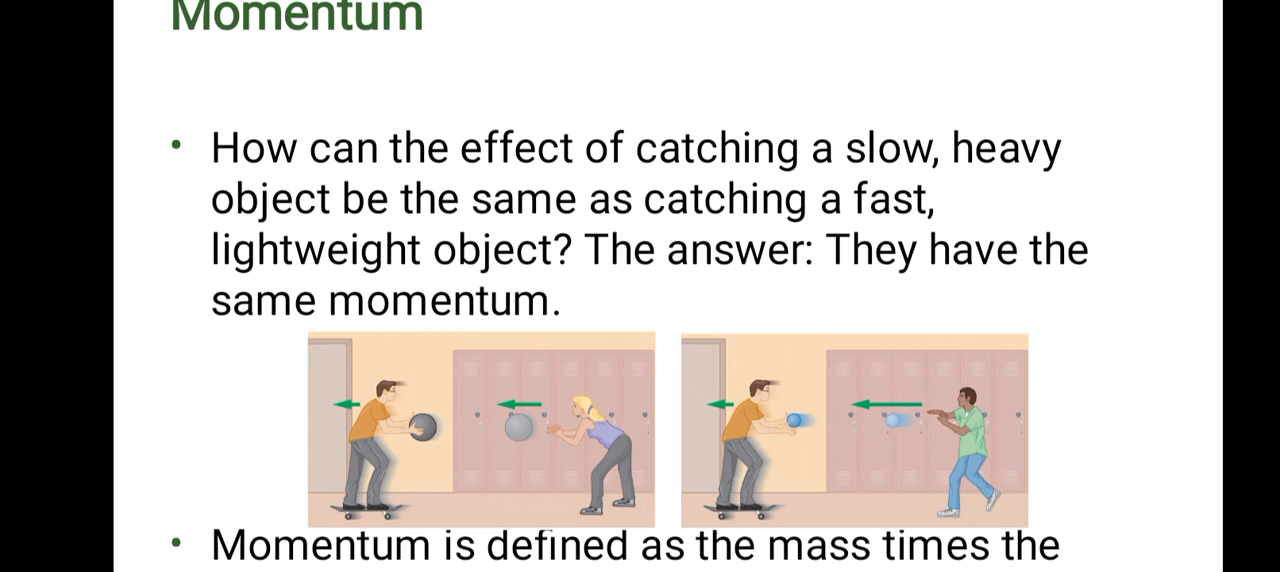 Momentum
• How can the effect of catching a slow, heavy
object be the same as catching a fast,
lightweight object? The answer: They have the
same momentum.
• Momentum is defined as the mass times the